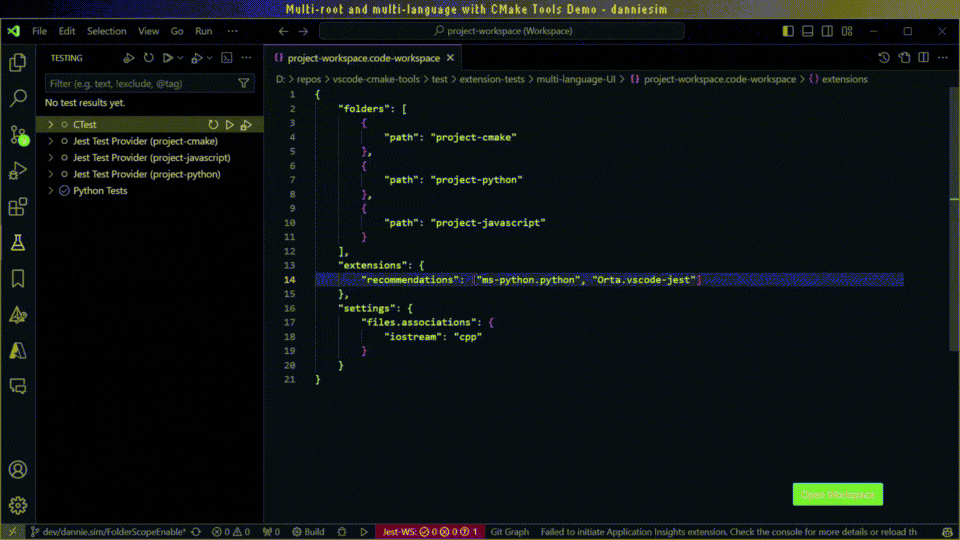 Multi-root and multi-language with CMake Tools Demo - danniesim
File Edit Selection View Go Run ···
project-workspace (Workspace)
TESTING
project-workspace.code-workspace
Filter (e.g. text, !exclude, @tag)
D: > repos > vscode-cmake-tools > test > extension-tests > multi-language-UI > {} project-workspace.code-workspace > {} extensions
No test results yet.
CTest
Jest Test Provider (project-cmake)
Jest Test Provider (project-javascript)
Jest Test Provider (project-python)
Python Tests
1 {
2 "folders": [
3 {
4 "path": "project-cmake"
5 },
6 {
7 "path": "project-python"
8 },
9 {
10 "path": "project-javascript"
11 }
12 ],
13 "extensions": {
14 "recommendations": ["ms-python.python", "Orta.vscode-jest"]
15 },
16 "settings": {
17 "files.associations": {
18 "iostream": "cpp"
19 }
20 }
21 }
Open Workspace
dev/dannie.sim/FolderScopeEnable* 0 0 0 Build Jest-WS: 0 0 1 Git Graph Failed to initiate Application Insights extension. Check the console for more details or reload th